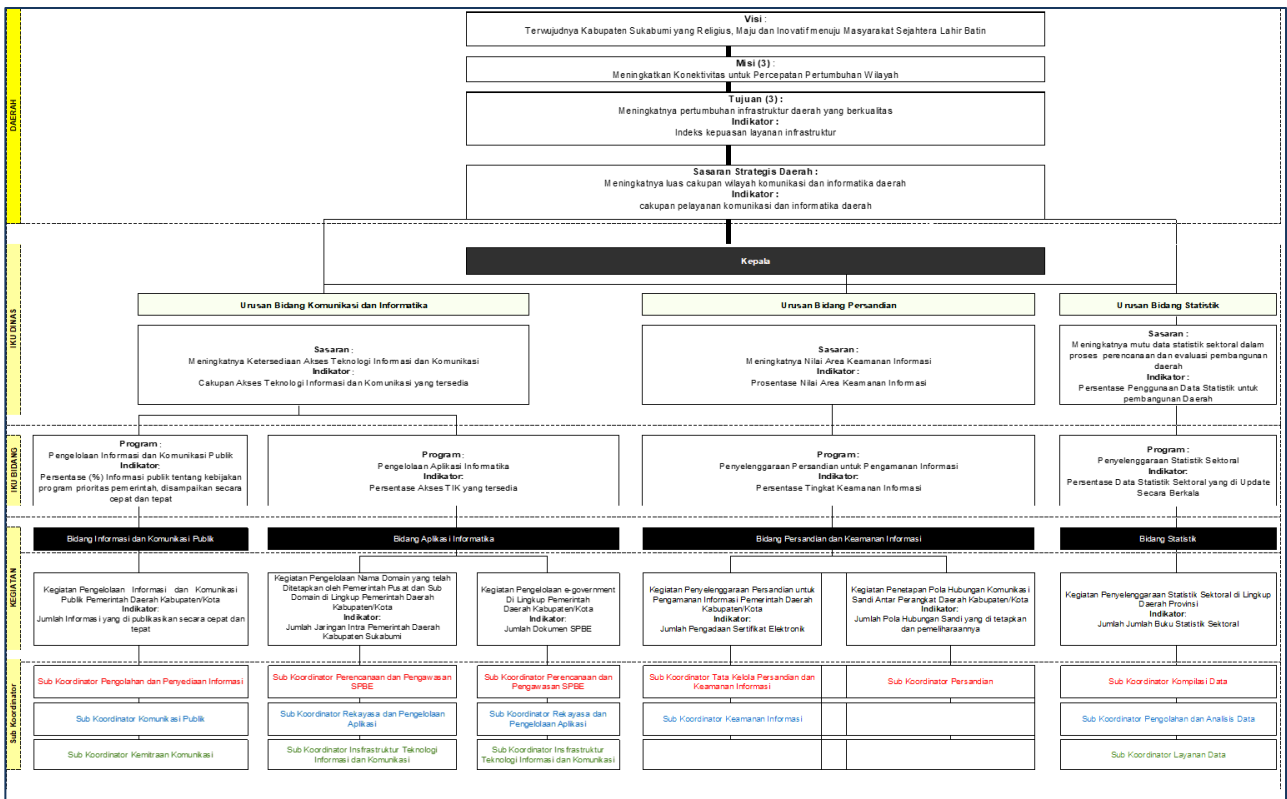 Visi :
Terwujudnya Kabupaten Sukabumi yang Religius, Maju dan Inovatif menuju Masyarakat Sejahtera Lahir Batin
Misi (3) :
Meningkatkan Konektivitas untuk Percepatan Pertumbuhan Wilayah
Tujuan (3) :
Meningkatnya pertumbuhan infrastruktur daerah yang berkualitas
Indikator :
Indeks kepuasan layanan infrastruktur
Sasaran Strategis Daerah :
Meningkatnya luas cakupan wilayah komunikasi dan informatika daerah
Indikator :
cakupan pelayanan komunikasi dan informatika daerah
DAERAH
Kepala
IKU DINAS
Urusan Bidang Komunikasi dan Informatika
Sasaran :
Meningkatnya Ketersediaan Akses Teknologi Informasi dan Komunikasi
Indikator :
Cakupan Akses Teknologi Informasi dan Komunikasi yang tersedia
Urusan Bidang Persandian
Sasaran :
Meningkatnya Nilai Area Keamanan Informasi
Indikator :
Prosentase Nilai Area Keamanan Informasi
Urusan Bidang Statistik
Sasaran :
Meningkatnya mutu data statistik sektoral dalam
proses perencanaan dan evaluasi pembangunan
daerah
Indikator :
Persentase Penggunaan Data Statistik untuk
pembangunan Daerah
IKU BIDANG
Program :
Pengelolaan Informasi dan Komunikasi Publik
Indikator:
Persentase (%) Informasi publik tentang kebijakan
program prioritas pemerintah, disampaikan secara
cepat dan tepat
Program :
Pengelolaan Aplikasi Informatika
Indikator:
Persentase Akses TIK yang tersedia
Program :
Penyelenggaraan Persandian untuk Pengamanan Informasi
Indikator:
Persentase Tingkat Keamanan Informasi
Program :
Penyelenggaraan Statistik Sektoral
Indikator:
Persentase Data Statistik Sektoral yang di Update
Secara Berkala
KEGIATAN
Bidang Informasi dan Komunikasi Publik
Bidang Aplikasi Informatika
Bidang Persandian dan Keamanan Informasi
Bidang Statistik
Kegiatan Pengelolaan Informasi dan Komunikasi
Publik Pemerintah Daerah Kabupaten/Kota
Indikator:
Jumlah Informasi yang di publikasikan secara cepat dan
tepat
Kegiatan Pengelolaan Nama Domain yang telah
Ditetapkan oleh Pemerintah Pusat dan Sub
Domain di Lingkup Pemerintah Daerah
Kabupaten/Kota
Indikator:
Jumlah Jaringan Intra Pemerintah Daerah
Kabupaten Sukabumi
Kegiatan Pengelolaan e-government
Di Lingkup Pemerintah
Daerah Kabupaten/Kota
Indikator:
Jumlah Dokumen SPBE
Kegiatan Penyelenggaraan Persandian untuk
Pengamanan Informasi Pemerintah Daerah
Kabupaten/Kota
Indikator:
Jumlah Pengadaan Sertifikat Elektronik
Kegiatan Penetapan Pola Hubungan Komunikasi
Sandi Antar Perangkat Daerah Kabupaten/Kota
Indikator:
Jumlah Pola Hubungan Sandi yang di tetapkan
dan pemeliharaannya
Kegiatan Penyelenggaraan Statistik Sektoral di Lingkup
Daerah Provinsi
Indikator:
Jumlah Jumlah Buku Statistik Sektoral
Sub Koordinator
Sub Koordinator Pengolahan dan Penyediaan Informasi
Sub Koordinator Perencanaan dan Pengawasan
SPBE
Sub Koordinator Perencanaan dan
Pengawasan SPBE
Sub Koordinator Tata Kelola Persandian dan
Keamanan Informasi
Sub Koordinator Persandian
Sub Koordinator Kompilasi Data
Sub Koordinator Komunikasi Publik
Sub Koordinator Rekayasa dan Pengelolaan
Aplikasi
Sub Koordinator Rekayasa dan
Pengelolaan Aplikasi
Sub Koordinator Keamanan Informasi
Sub Koordinator Pengolahan dan Analisis Data
Sub Koordinator Kemitraan Komunikasi
Sub Koordinator Insfrastruktur Teknologi
Informasi dan Komunikasi
Sub Koordinator Insfrastruktur
Teknologi Informasi dan Komunikasi
Sub Koordinator Layanan Data